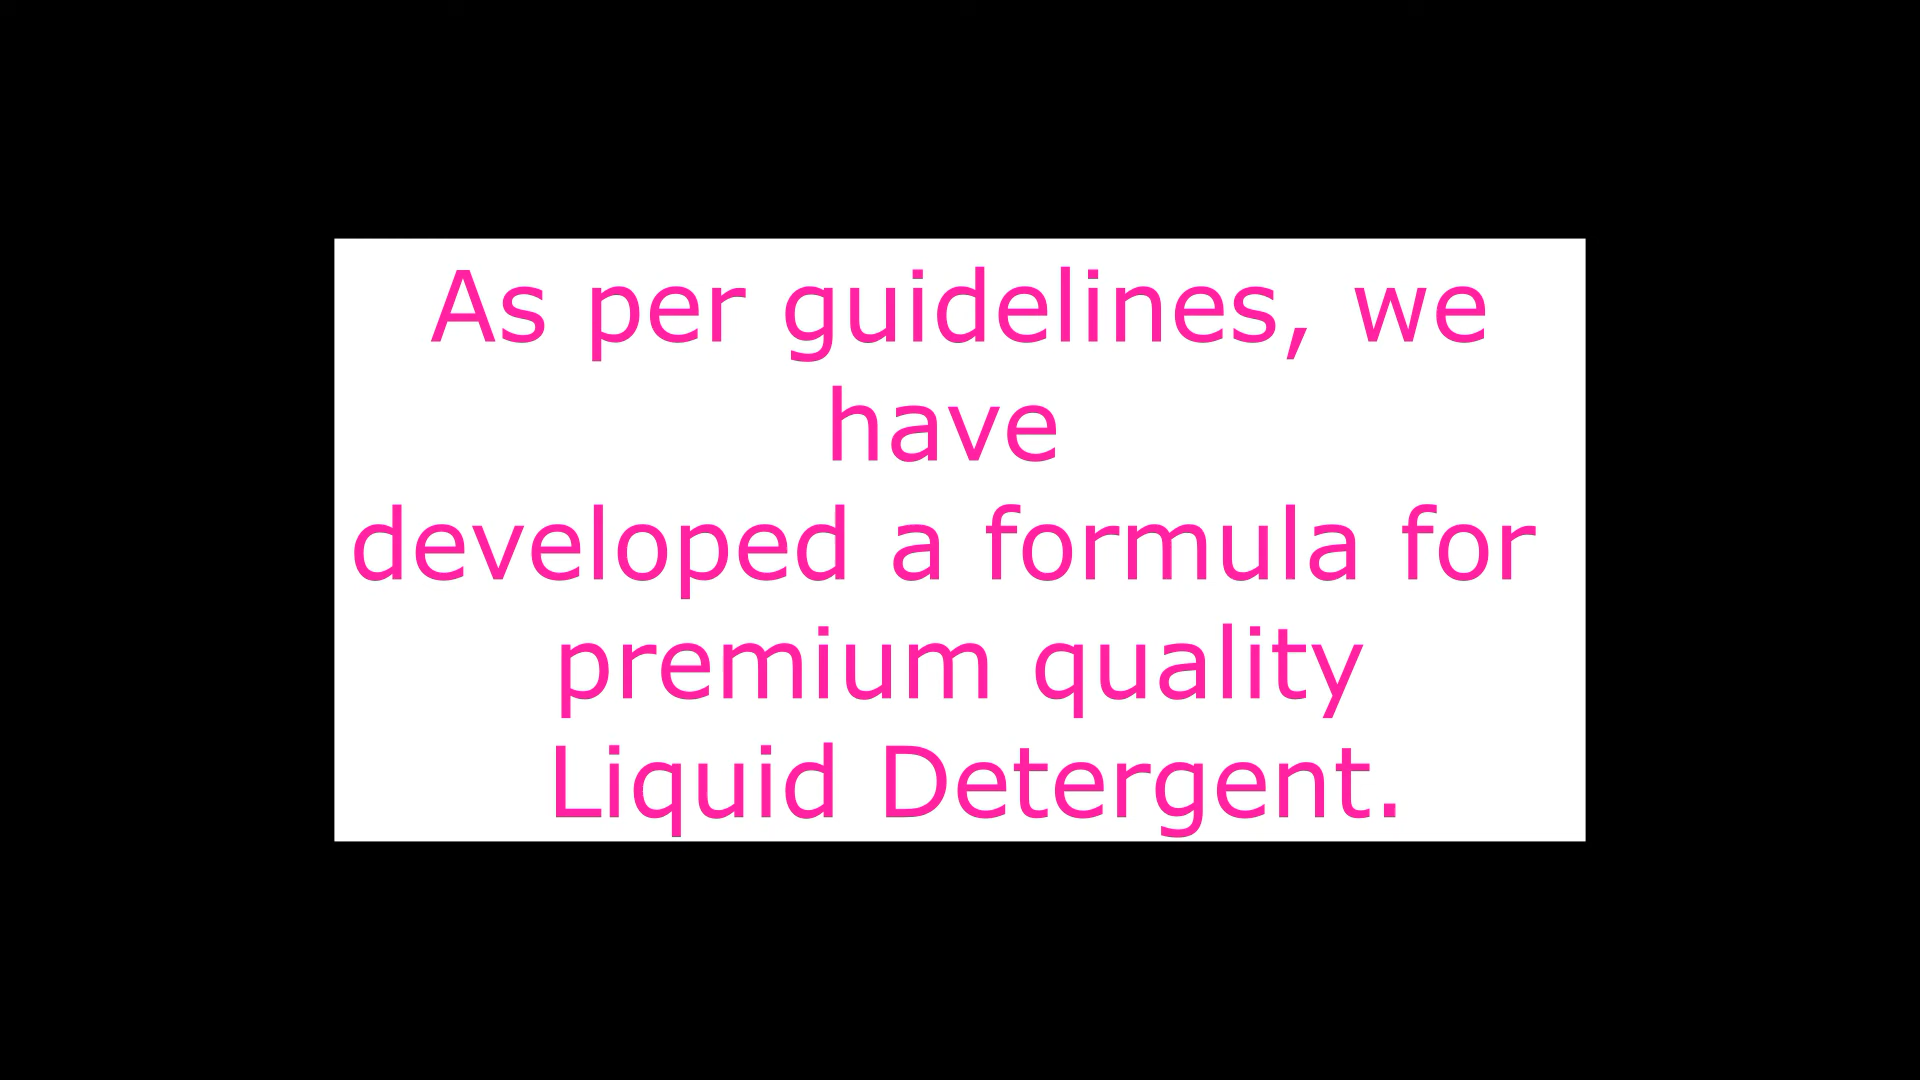 As per guidelines, we
have
developed a formula for
premium quality
Liquid Detergent.